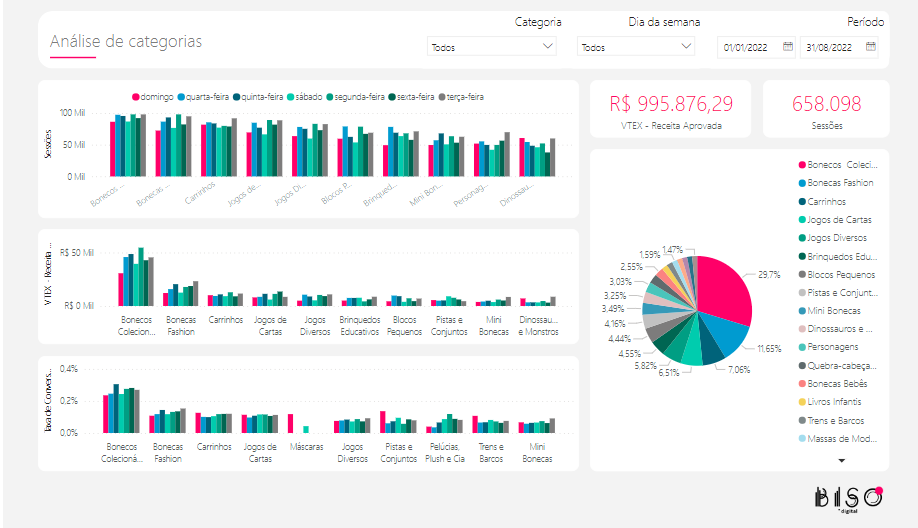 Categoria
Dia da semana
Período
Análise de categorias
Todos
Todos
01/01/2022
31/08/2022
domingo quarta-feira quinta-feira sábado segunda-feira sexta-feira terça-feira
Sessões
100 Mil
50 Mil
0 Mil
Bonecos ...
Bonecas ...
Carrinhos
Jogos de...
Jogos Di...
Blocos P...
Brinqued...
Mini Bon...
Personag...
Dinossau...
R$ 995.876,29
VTEX - Receita Aprovada
658.098
Sessões
VTEX - Receita ...
R$ 50 Mil
R$ 0 Mil
Bonecos Colecion...
Bonecas Fashion
Carrinhos
Jogos de Cartas
Jogos Diversos
Brinquedos Educativos
Blocos Pequenos
Pistas e Conjuntos
Mini Bonecas
Dinossau... e Monstros
Taxa de Convers...
0.4%
0.2%
0.0%
Bonecos Colecioná...
Bonecas Fashion
Carrinhos
Jogos de Cartas
Máscaras
Jogos Diversos
Pistas e Conjuntos
Pelúcias, Plush e Cia
Trens e Barcos
Mini Bonecas
29.7%
11,65%
7,06%
6,51%
5,82%
4,55%
4,44%
4,16%
3,49%
3,25%
3,03%
2,55%
1,59%
1.47%
Bonecos Coleci...
Bonecas Fashion
Carrinhos
Jogos de Cartas
Jogos Diversos
Brinquedos Edu...
Blocos Pequenos
Pistas e Conjunt...
Mini Bonecas
Dinossauros e ...
Personagens
Quebra-cabeça...
Bonecas Bebês
Livros Infantis
Trens e Barcos
Massas de Mod...
BISO
digital